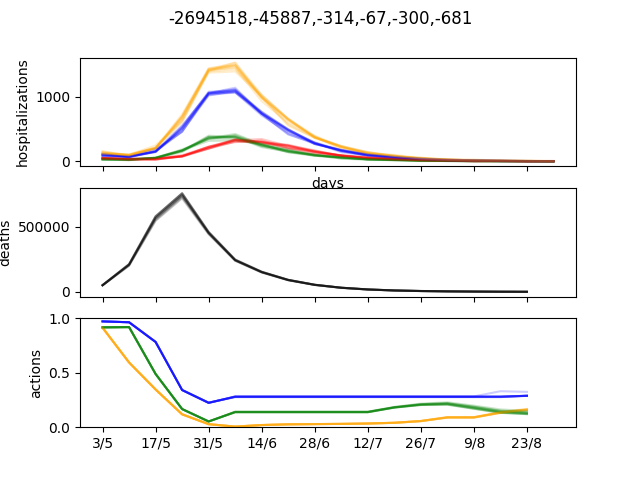 -2694518,-45887,-314,-67,-300,-681
hospitalizations
1000
0
days
deaths
500000
0
actions
1.0
0.5
0.0
3/5 17/5 31/5 14/6 28/6 12/7 26/7 9/8 23/8